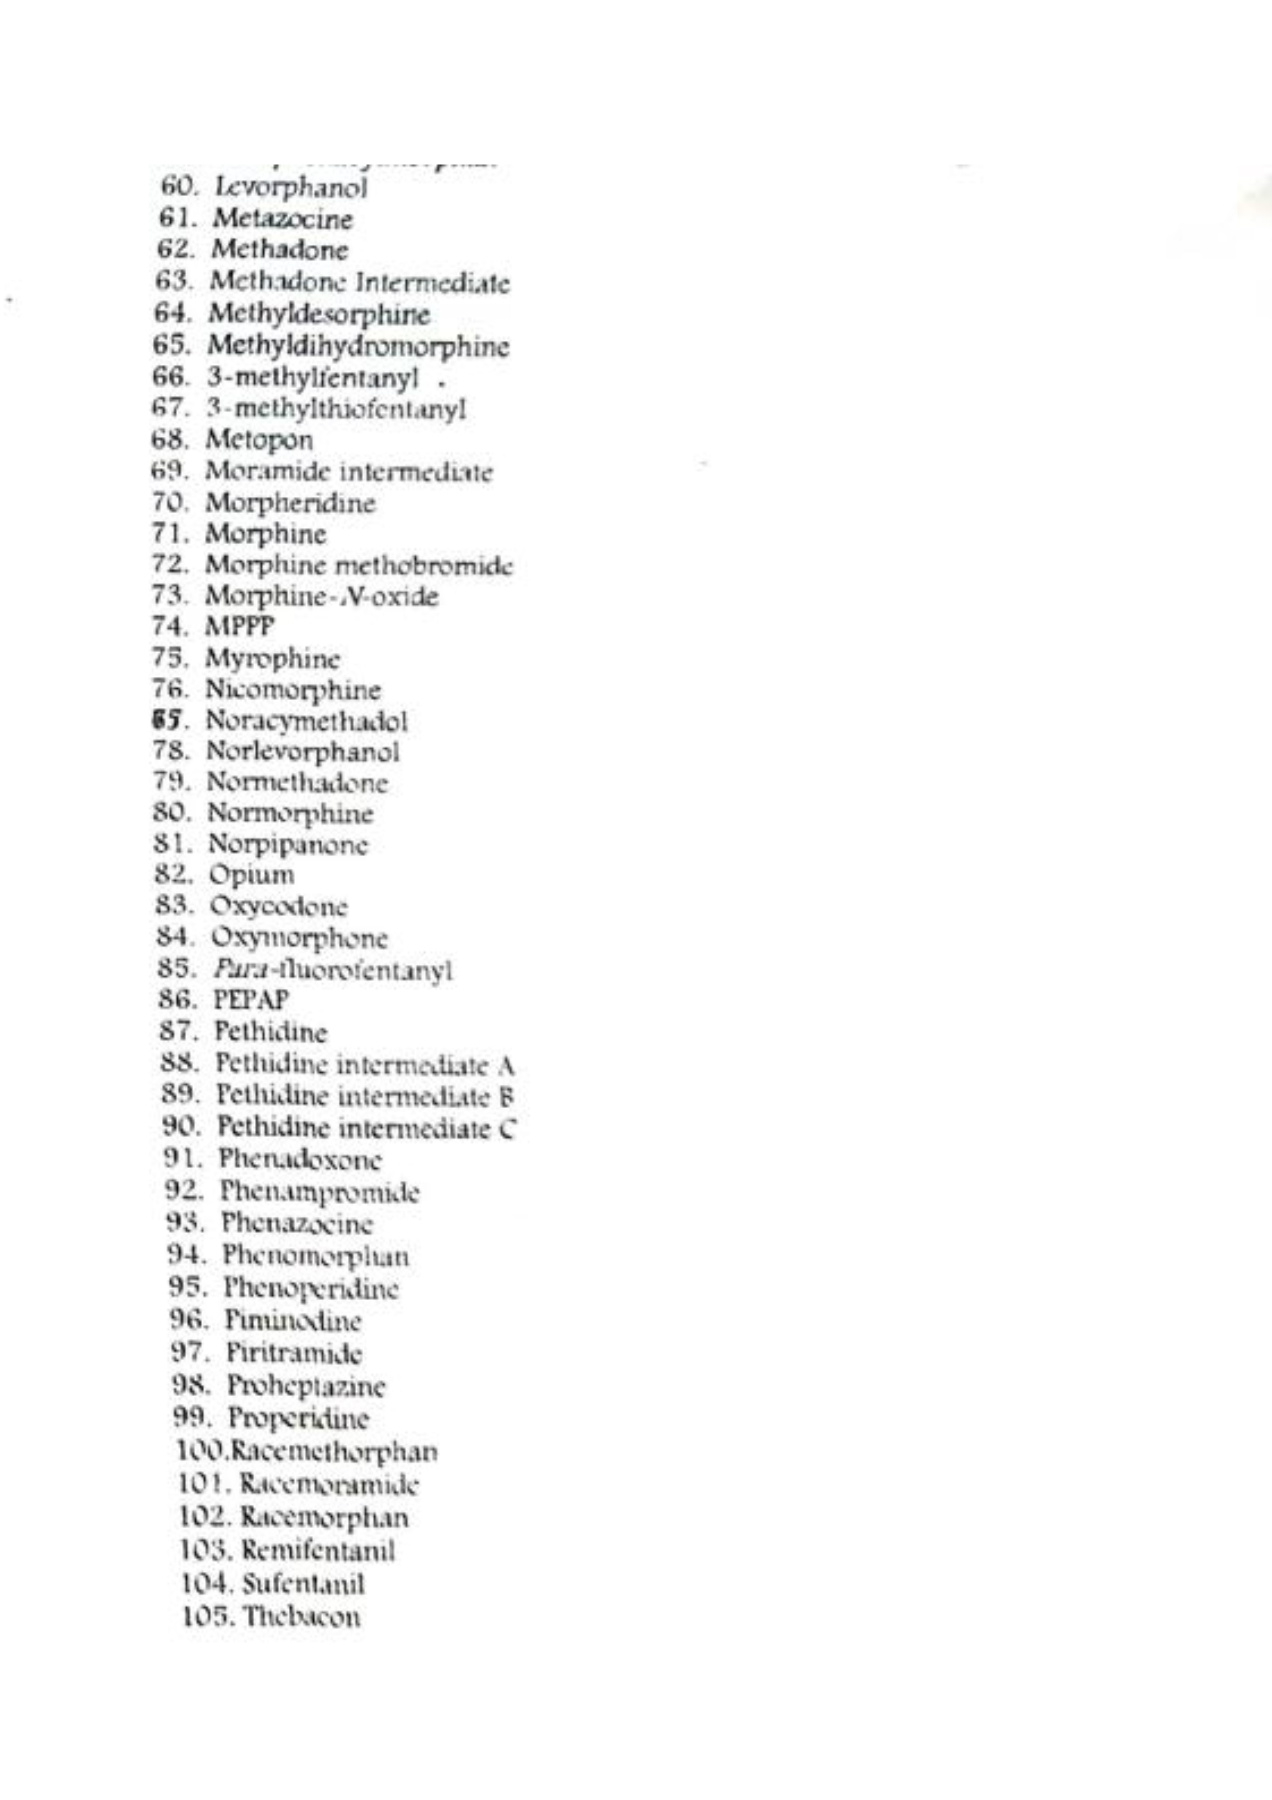 60. Levorphanol
61. Metazocine
62. Methadone
63. Methadone Intermediate
64. Methyldesorphine
65. Methyldihydromorphine
66. 3-methylfentanyl .
67. 3-methylthiofentanyl
68. Metopon
69. Moramide intermediate
70. Morpheridine
71. Morphine
72. Morphine methobromide
73. Morphine-N-oxide
74. MPPP
75. Myrophine
76. Nicomorphine
65. Noracymethadol
78. Norlevorphanol
79. Normethadone
80. Normorphine
81. Norpipanone
82. Opium
83. Oxycodone
84. Oxymorphone
85. Para-fluorofentanyl
86. PEPAP
87. Pethidine
88. Pethidine intermediate A
89. Pethidine intermediate B
90. Pethidine intermediate C
91. Phenadoxone
92. Phenampromide
93. Phenazocine
94. Phenomorphan
95. Phenoperidine
96. Piminodine
97. Piritramide
98. Proheptazine
99. Properidine
100.Racemethorphan
101. Racemoramide
102. Racemorphan
103. Remifentanil
104. Sufentanil
105. Thebacon